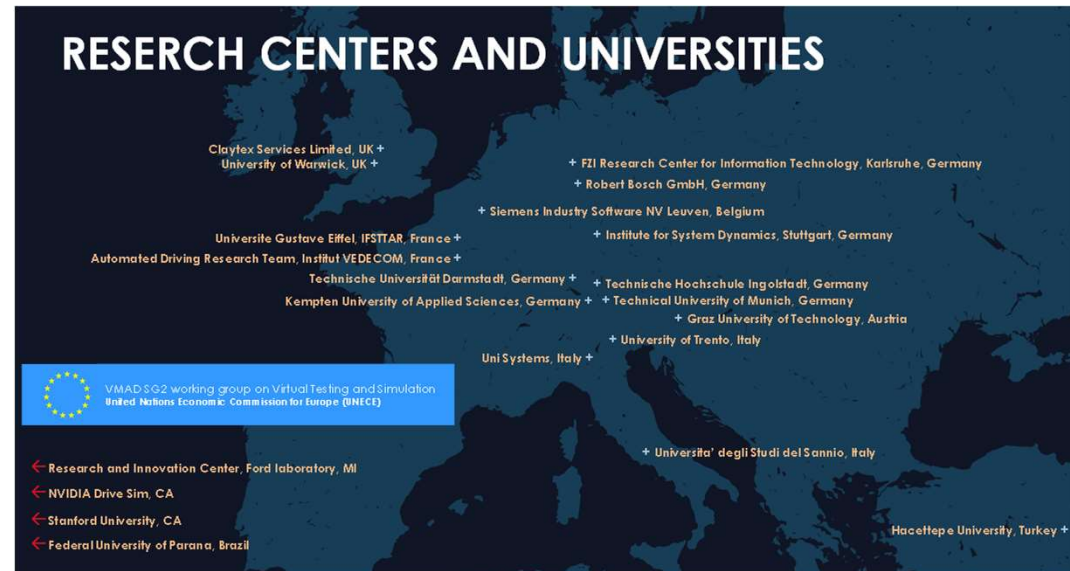 RESERCH CENTERS AND UNIVERSITIES
Claytex Services Limited, UK
University of Warwick, UK
FZI Research Center for Information Technology, Karlsruhe, Germany
Robert Bosch GmbH, Germany
Siemens Industry Software NV Leuven, Belgium
Universite Gustave Eiffel, IFSTTAR, France
Institute for System Dynamics, Stuttgart, Germany
Automated Driving Research Team, Institut VEDECOM, France
Technische Universität Darmstadt, Germany
Technische Hochschule Ingolstadt, Germany
Kempten University of Applied Sciences, Germany
Technical University of Munich, Germany
Graz University of Technology, Austria
University of Trento, Italy
Uni Systems, Italy
VMAD SG2 working group on Virtual Testing and Simulation
United Nations Economic Commission for Europe (UNECE)
Universita' degli Studi del Sannio, Italy
Research and Innovation Center, Ford laboratory, MI
NVIDIA Drive Sim, CA
Stanford University, CA
Hacettepe University, Turkey
Federal University of Parana, Brazil